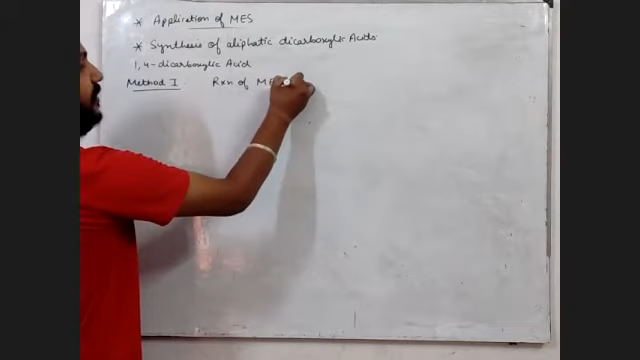 * Application of MES
* Synthesis of aliphatic dicarboxylic Acids
1,4-dicarboxylic Acid
Method I Rxn of ME